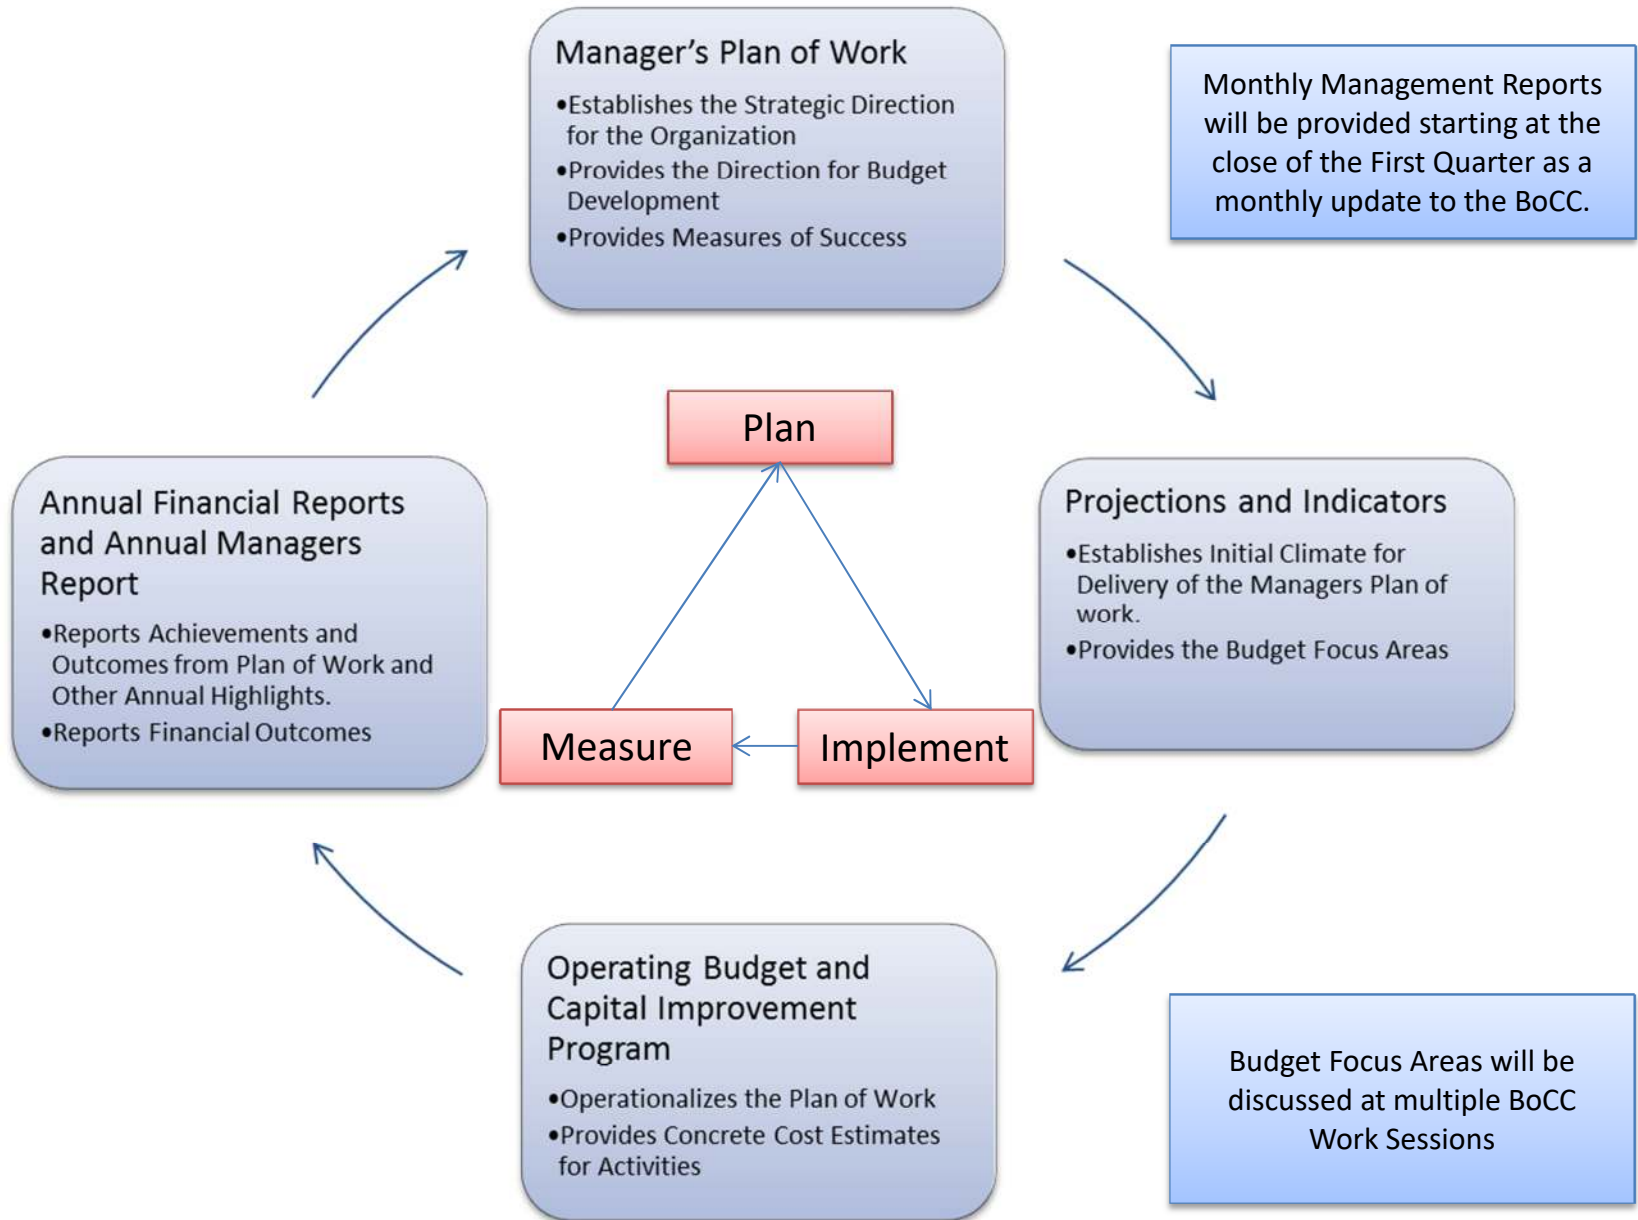 Manager’s Plan of Work
•Establishes the Strategic Direction
for the Organization
•Provides the Direction for Budget
Development
•Provides Measures of Success
Monthly Management Reports
will be provided starting at the
close of the First Quarter as a
monthly update to the BoCC.
Plan
Annual Financial Reports
and Annual Managers
Report
•Reports Achievements and
Outcomes from Plan of Work and
Other Annual Highlights.
•Reports Financial Outcomes
Projections and Indicators
•Establishes Initial Climate for
Delivery of the Managers Plan of
work.
•Provides the Budget Focus Areas
Measure
Implement
Operating Budget and
Capital Improvement
Program
•Operationalizes the Plan of Work
•Provides Concrete Cost Estimates
for Activities
Budget Focus Areas will be
discussed at multiple BoCC
Work Sessions